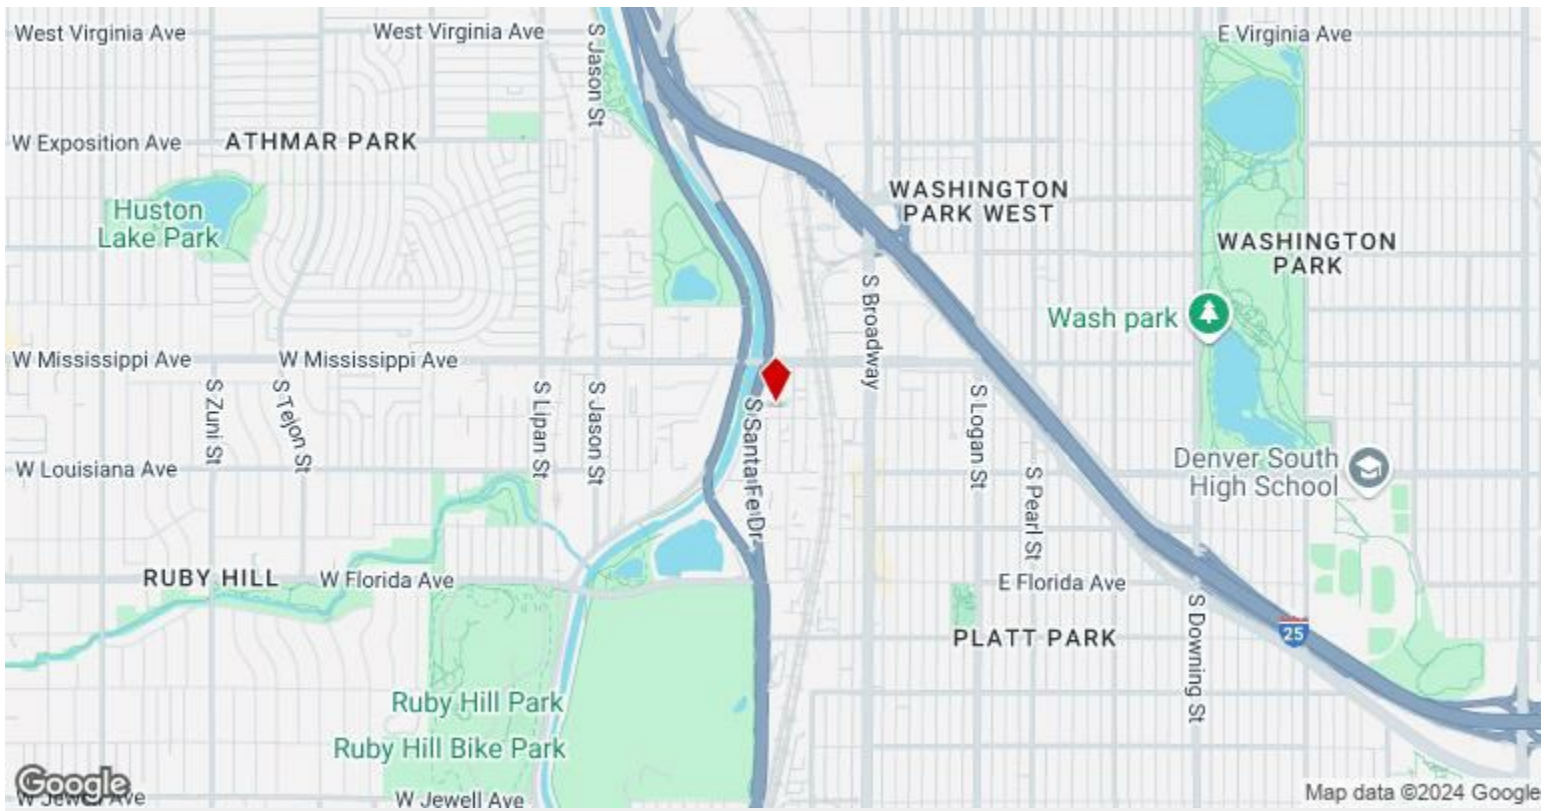 West Virginia Ave
West Virginia Ave
S Jason St
E Virginia Ave
W Exposition Ave
ATHMAR PARK
WASHINGTON
PARK WEST
Huston
Lake Park
WASHINGTON
PARK
S Broadway
Wash park
W Mississippi Ave
W Mississippi Ave
S Zuni St
S Tejon St
S Lipan St
S Jason St
S Santa Fe Dr
S Logan St
W Louisiana Ave
Denver South
High School
S Pearl St
RUBY HILL
W Florida Ave
E Florida Ave
S Downing St
25
PLATT PARK
Ruby Hill Park
Ruby Hill Bike Park
Google
W Jewell Ave
W Jewell Ave
Map data ©2024 Google